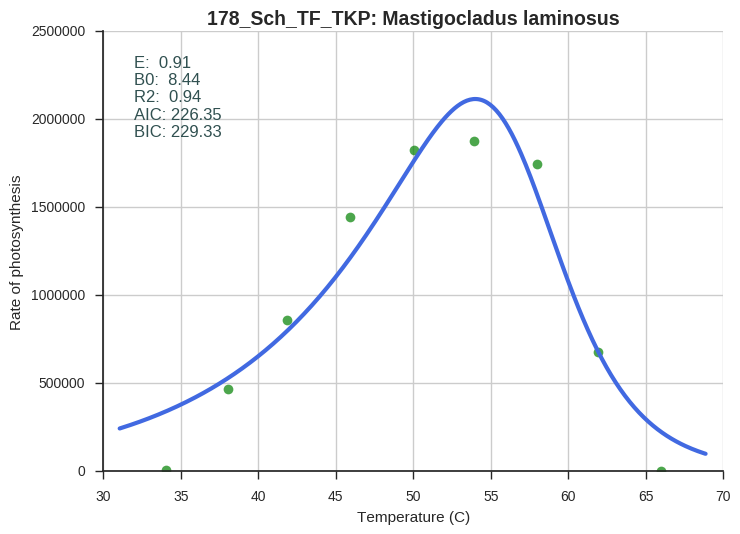 178_Sch_TF_TKP: Mastigocladus laminosus
E:  0.91
B0:  8.44
R2:  0.94
AIC: 226.35
BIC: 229.33
Rate of photosynthesis
2500000
2000000
1500000
1000000
500000
0
30 35 40 45 50 55 60 65 70
Temperature (C)